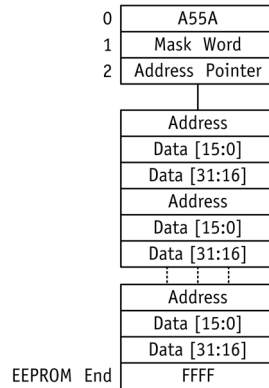 0 A55A
1 Mask Word
2 Address Pointer
Address
Data [15:0]
Data [31:16]
Address
Data [15:0]
Data [31:16]
Address
Data [15:0]
Data [31:16]
EEPROM End FFFF